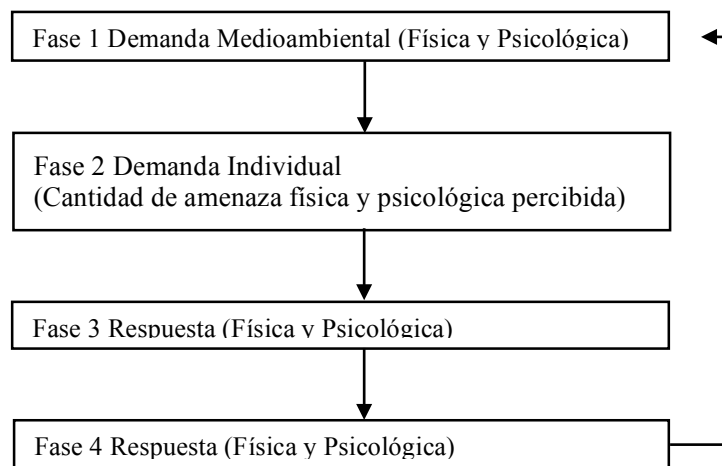 Fase 1 Demanda Medioambiental (Física y Psicológica)
Fase 2 Demanda Individual
(Cantidad de amenaza física y psicológica percibida)
Fase 3 Respuesta (Física y Psicológica)
Fase 4 Respuesta (Física y Psicológica)